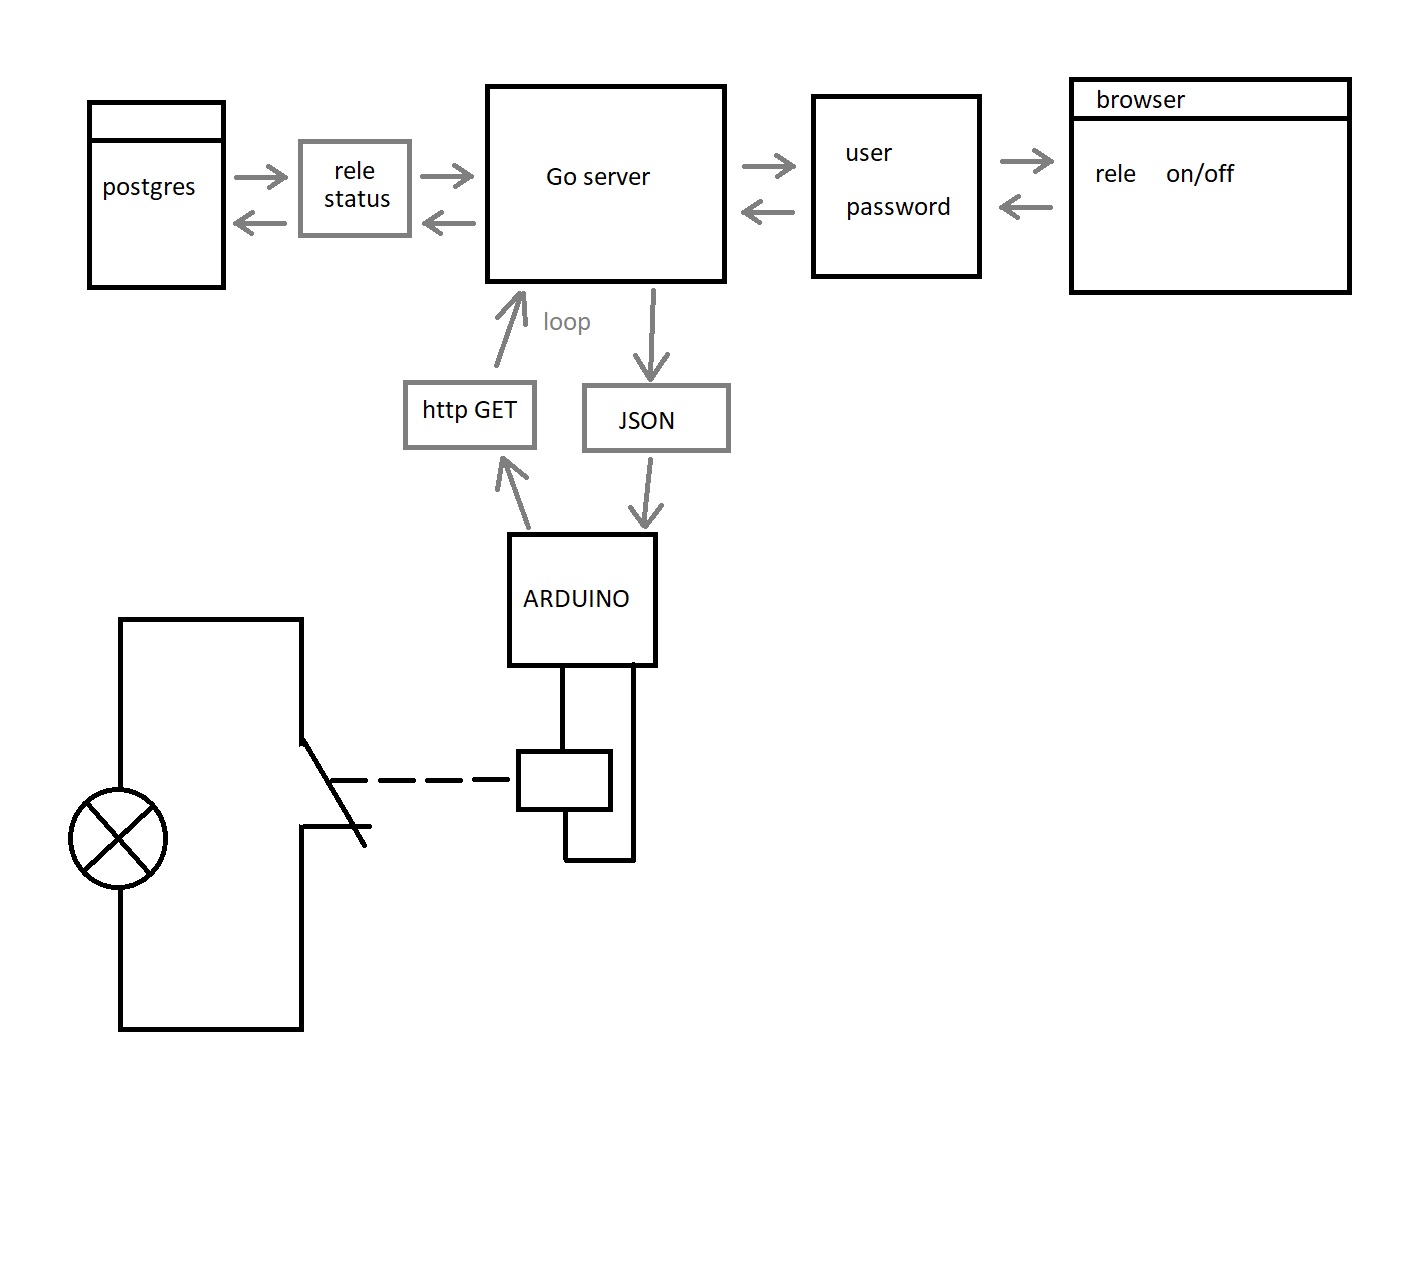 postgres
rele
status
Go server
user
password
browser
rele on/off
loop
http GET
JSON
ARDUINO